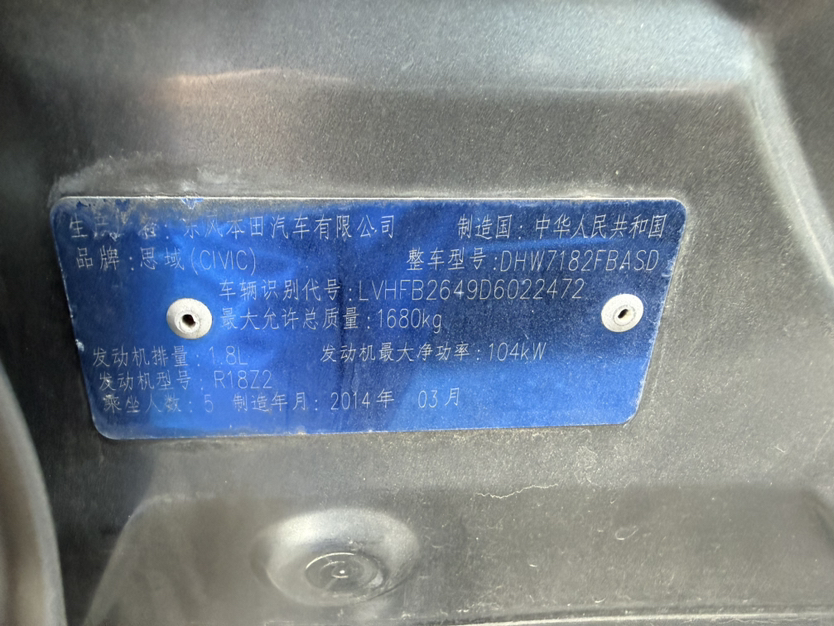 生产 名: 东风本田汽车有限公司 制造国: 中华人民共和国
品牌: 思域(CIVIC) 整车型号:DHW7182FBASD
车辆识别代号:LVHFB2649D6022472
最大允许总质量:1680kg
发动机排量:1.8L 发动机最大净功率:104kW
发动机型号: R18Z2
乘坐人数: 5 制造年月: 2014年 03月